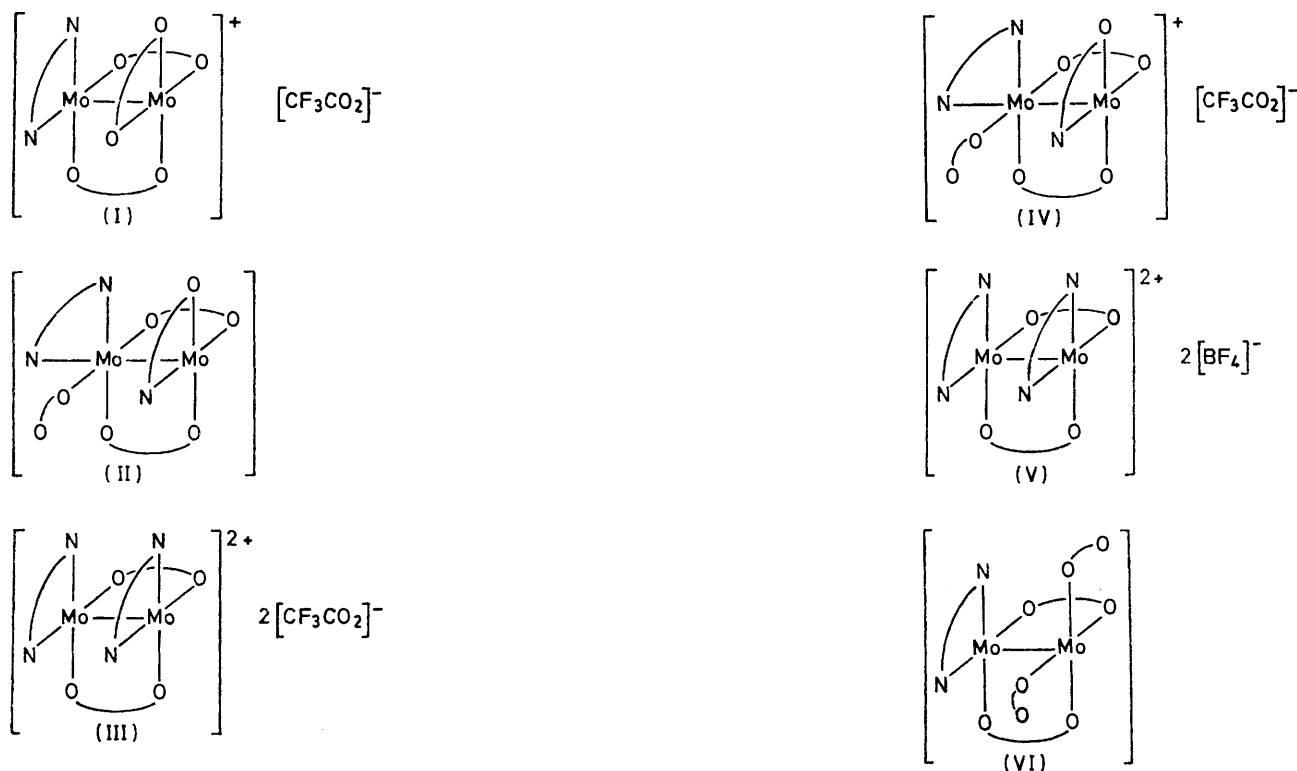 N O +
O O
Mo Mo [CF₃CO₂]⁻
N O
O O
(I)
N O
O O
N Mo Mo
O N
O O O
(II)
N N 2+
O O
Mo Mo 2[CF₃CO₂]⁻
N N
O O
(III)
N O +
O O
N Mo Mo [CF₃CO₂]⁻
O N
O O O
(IV)
N N 2+
O O
Mo Mo 2[BF₄]⁻
N N
O O
(V)
O
N O
O O
Mo Mo
N O
O O O
(VI)